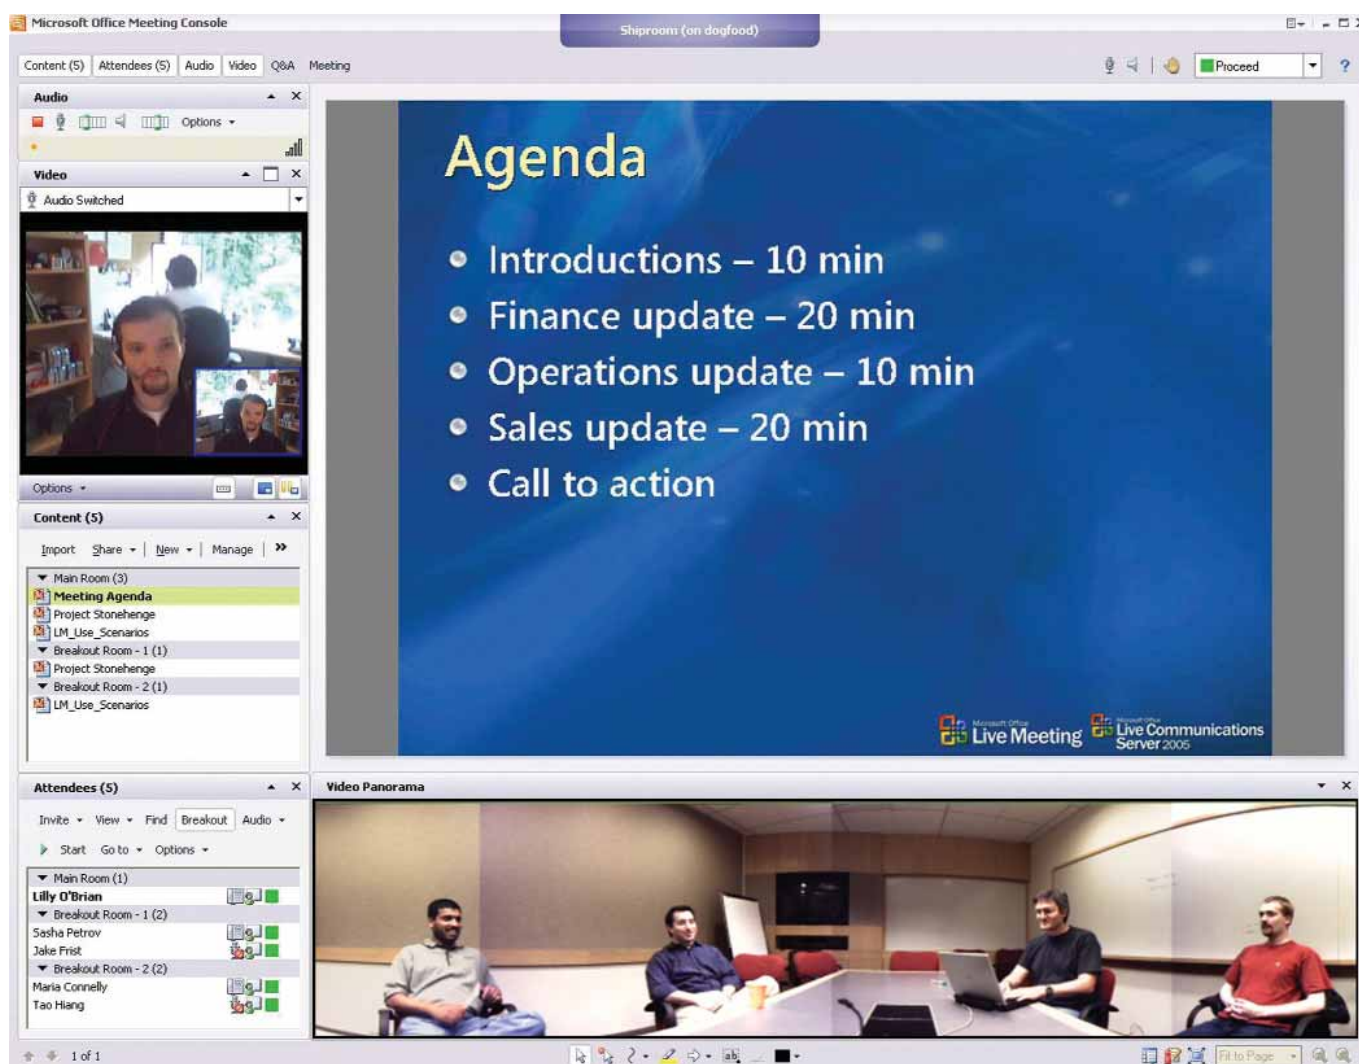 Microsoft Office Meeting Console
Shiproom (on dogfood)
Content (5) Attendees (5) Audio Video Q&A Meeting
Proceed
Audio
Options
Video
Audio Switched
Options
Content (5)
Import Share New Manage
Main Room (3)
Meeting Agenda
Project Stonehenge
LM_Use_Scenarios
Breakout Room - 1 (1)
Project Stonehenge
Breakout Room - 2 (1)
LM_Use_Scenarios
Agenda
Introductions – 10 min
Finance update – 20 min
Operations update – 10 min
Sales update – 20 min
Call to action
Microsoft Office
Live Meeting
Microsoft Office
Live Communications
Server 2005
Attendees (5)
Invite View Find Breakout Audio
Start Go to Options
Main Room (1)
Lilly O'Brian
Breakout Room - 1 (2)
Sasha Petrov
Jake Frist
Breakout Room - 2 (2)
Maria Connelly
Tao Hiang
Video Panorama
1 of 1
ab
Fit to Page